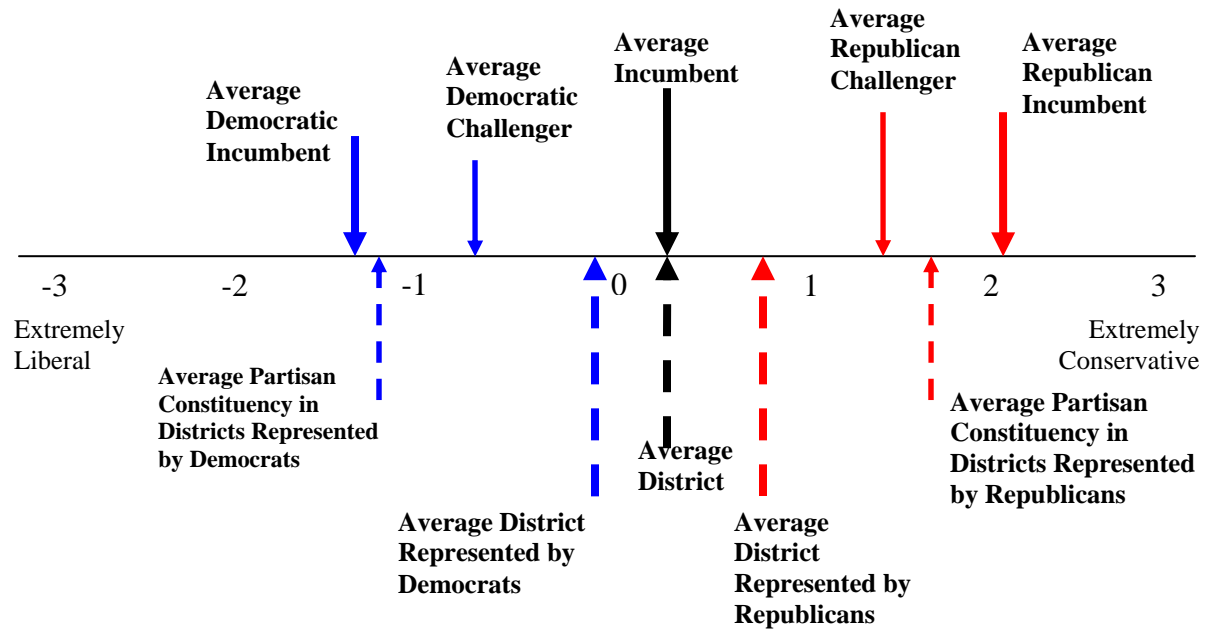 Average
Democratic
Incumbent
Average
Democratic
Challenger
Average
Incumbent
Average
Republican
Challenger
Average
Republican
Incumbent
-3 -2 -1 0 1 2 3
Extremely
Liberal
Extremely
Conservative
Average Partisan
Constituency in
Districts Represented
by Democrats
Average District
Represented by
Democrats
Average
District
Average
District
Represented by
Republicans
Average Partisan
Constituency in
Districts Represented
by Republicans